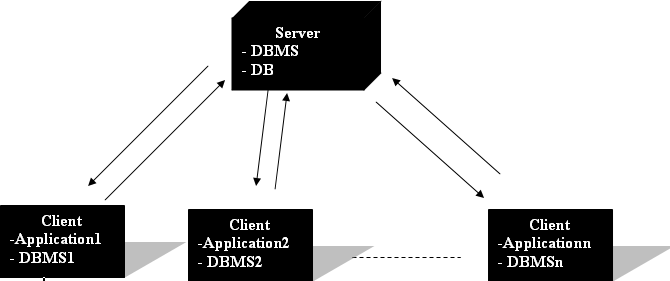 Server
- DBMS
- DB
Client
-Application1
- DBMS1
Client
-Application2
- DBMS2
Client
-Applicationn
- DBMSn